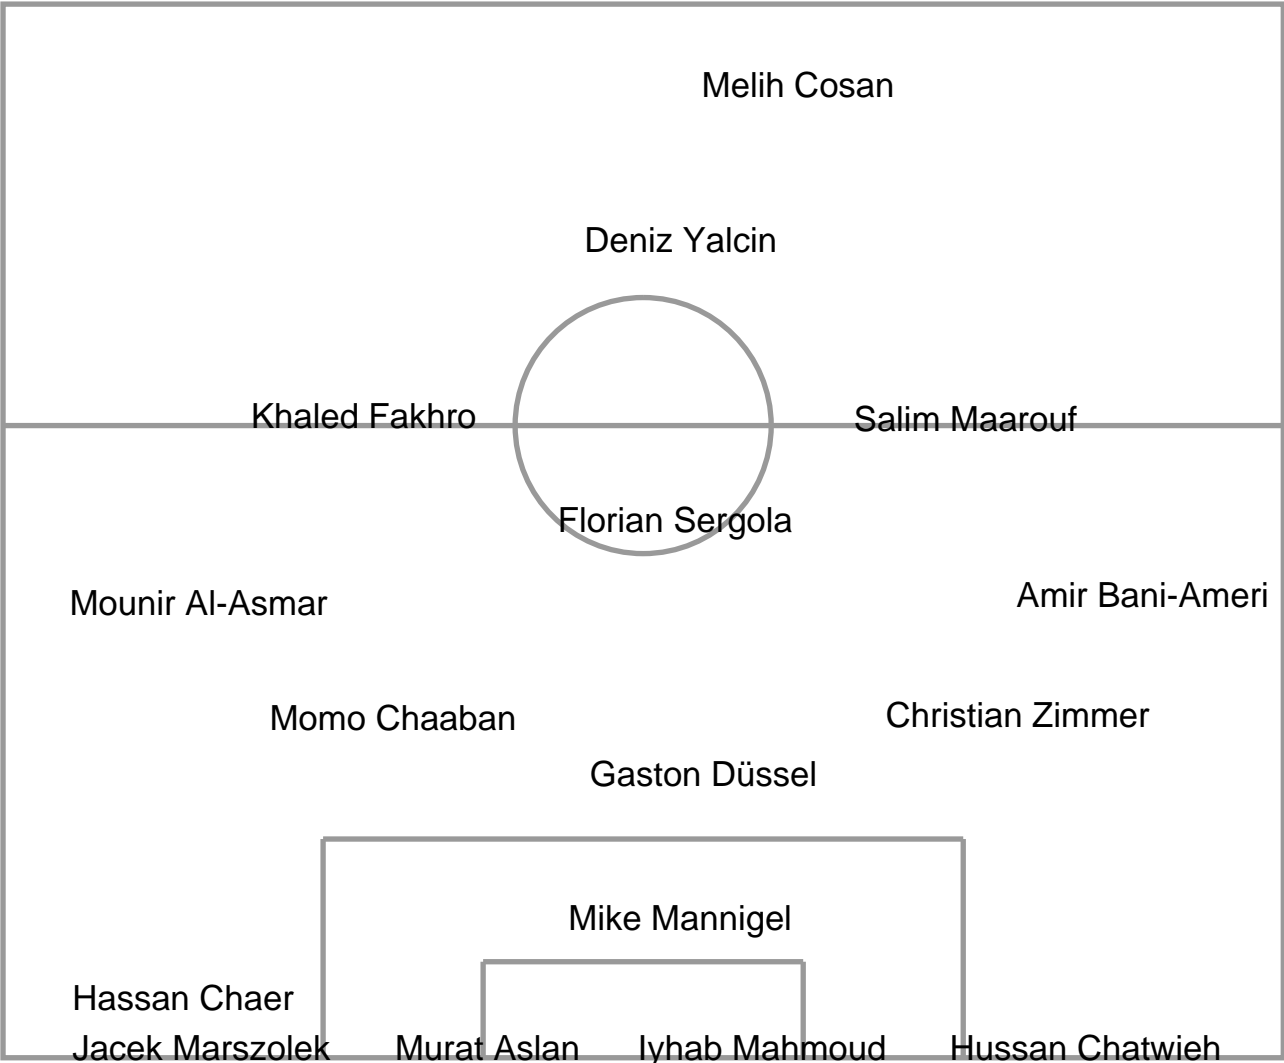 Melih Cosan
Deniz Yalcin
Khaled Fakhro
Salim Maarouf
Florian Sergola
Mounir Al-Asmar
Amir Bani-Ameri
Momo Chaaban
Christian Zimmer
Gaston Düssel
Mike Mannigel
Hassan Chaer
Jacek Marszolek
Murat Aslan
Iyhab Mahmoud
Hussan Chatwieh